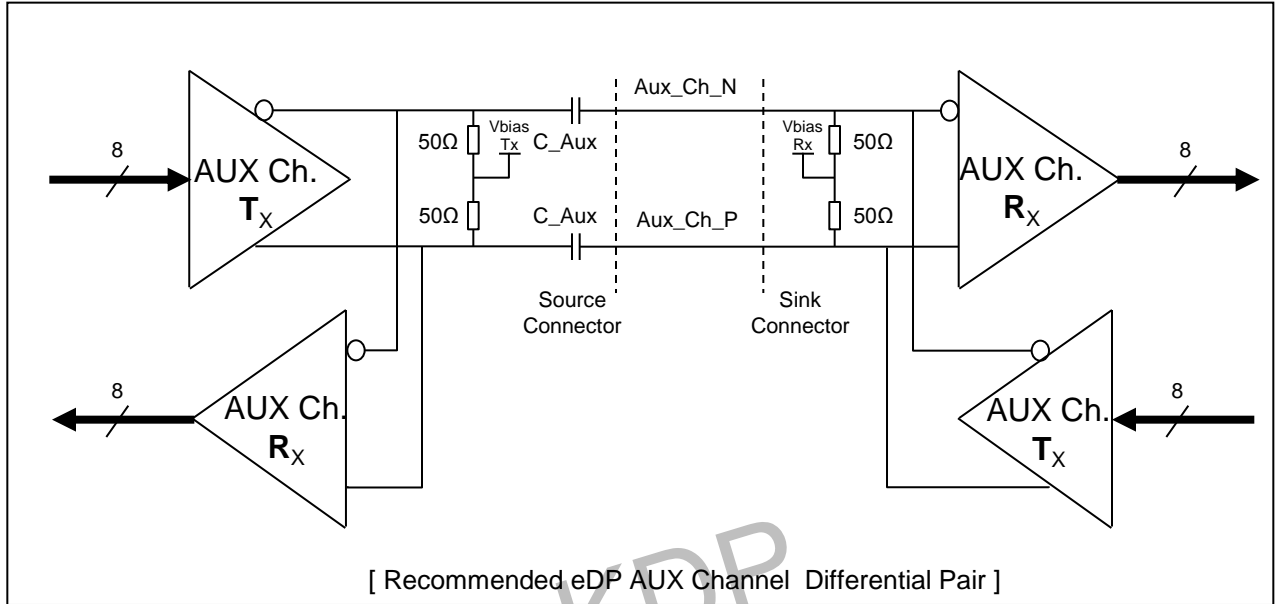 Aux_Ch_N
8
AUX Ch.
TX
50Ω
Vbias
Tx
C_Aux
Vbias
Rx
50Ω
AUX Ch.
RX
8
50Ω
C_Aux
Aux_Ch_P
50Ω
Source
Connector
Sink
Connector
8
AUX Ch.
RX
AUX Ch.
TX
8
KDP
[ Recommended eDP AUX Channel Differential Pair ]